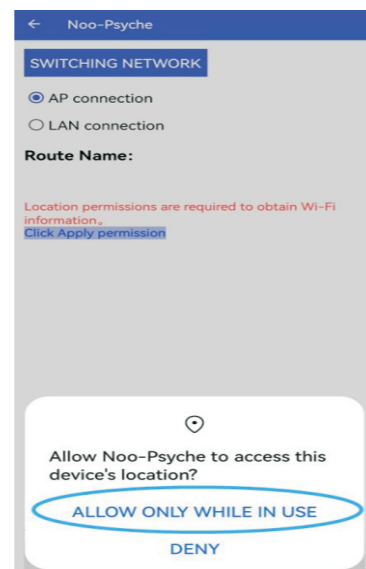 ← Noo-Psyche
SWITCHING NETWORK
AP connection
LAN connection
Route Name:
Location permissions are required to obtain Wi-Fi
information。
Click Apply permission
Allow Noo-Psyche to access this
device's location?
ALLOW ONLY WHILE IN USE
DENY